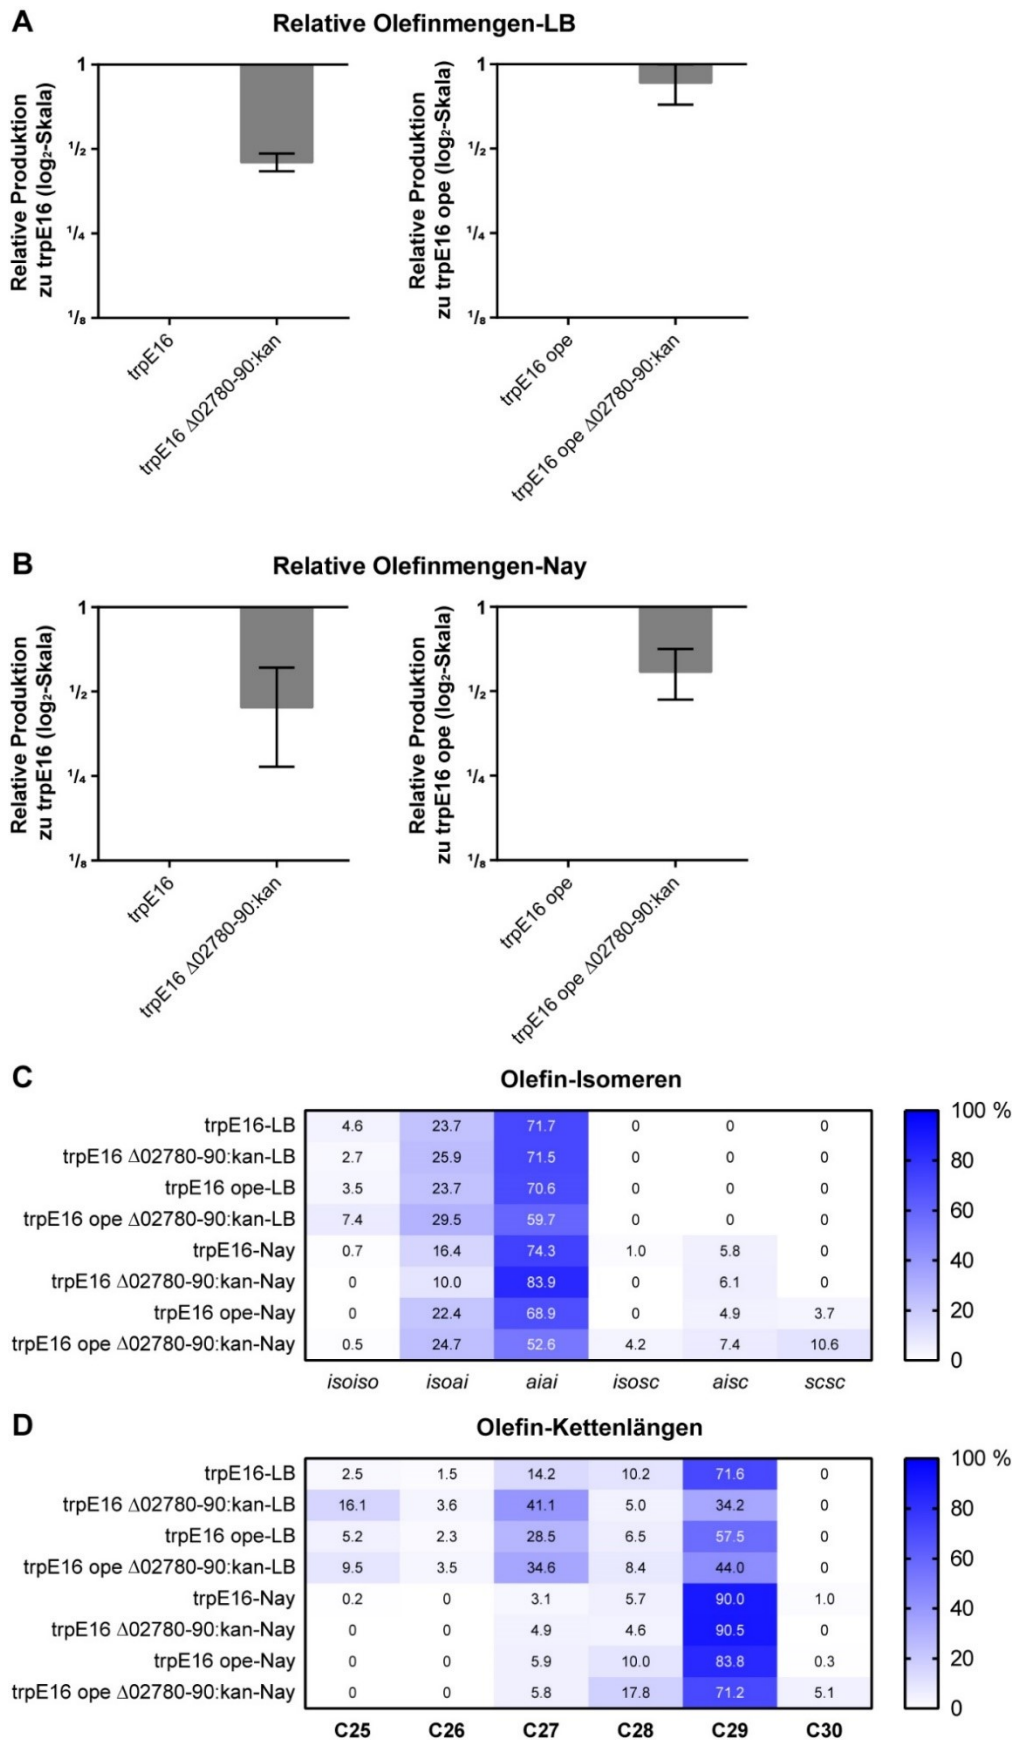 A
Relative Olefinmengen-LB
Relative Produktion
zu trpE16 (log₂-Skala)
1
1/2
1/4
1/8
trpE16
trpE16 Δ02780-90:kan
Relative Produktion
zu trpE16 ope (log₂-Skala)
1
1/2
1/4
1/8
trpE16 ope
trpE16 ope Δ02780-90:kan
B
Relative Olefinmengen-Nay
Relative Produktion
zu trpE16 (log₂-Skala)
1
1/2
1/4
1/8
trpE16
trpE16 Δ02780-90:kan
Relative Produktion
zu trpE16 ope (log₂-Skala)
1
1/2
1/4
1/8
trpE16 ope
trpE16 ope Δ02780-90:kan
C
Olefin-Isomeren
trpE16-LB 4.6 23.7 71.7 0 0 0
trpE16 Δ02780-90:kan-LB 2.7 25.9 71.5 0 0 0
trpE16 ope-LB 3.5 23.7 70.6 0 0 0
trpE16 ope Δ02780-90:kan-LB 7.4 29.5 59.7 0 0 0
trpE16-Nay 0.7 16.4 74.3 1.0 5.8 0
trpE16 Δ02780-90:kan-Nay 0 10.0 83.9 0 6.1 0
trpE16 ope-Nay 0 22.4 68.9 0 4.9 3.7
trpE16 ope Δ02780-90:kan-Nay 0.5 24.7 52.6 4.2 7.4 10.6
isoiso isoai aiai isosc aisc scsc
100 %
80
60
40
20
0
D
Olefin-Kettenlängen
trpE16-LB 2.5 1.5 14.2 10.2 71.6 0
trpE16 Δ02780-90:kan-LB 16.1 3.6 41.1 5.0 34.2 0
trpE16 ope-LB 5.2 2.3 28.5 6.5 57.5 0
trpE16 ope Δ02780-90:kan-LB 9.5 3.5 34.6 8.4 44.0 0
trpE16-Nay 0.2 0 3.1 5.7 90.0 1.0
trpE16 Δ02780-90:kan-Nay 0 0 4.9 4.6 90.5 0
trpE16 ope-Nay 0 0 5.9 10.0 83.8 0.3
trpE16 ope Δ02780-90:kan-Nay 0 0 5.8 17.8 71.2 5.1
C25 C26 C27 C28 C29 C30
100 %
80
60
40
20
0